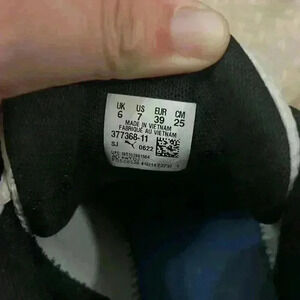 UK US EUR CM
6 7 39 25
MADE IN VIETNAM
FABRIQUE AU VIETNAM
377368-11
SJ 0622